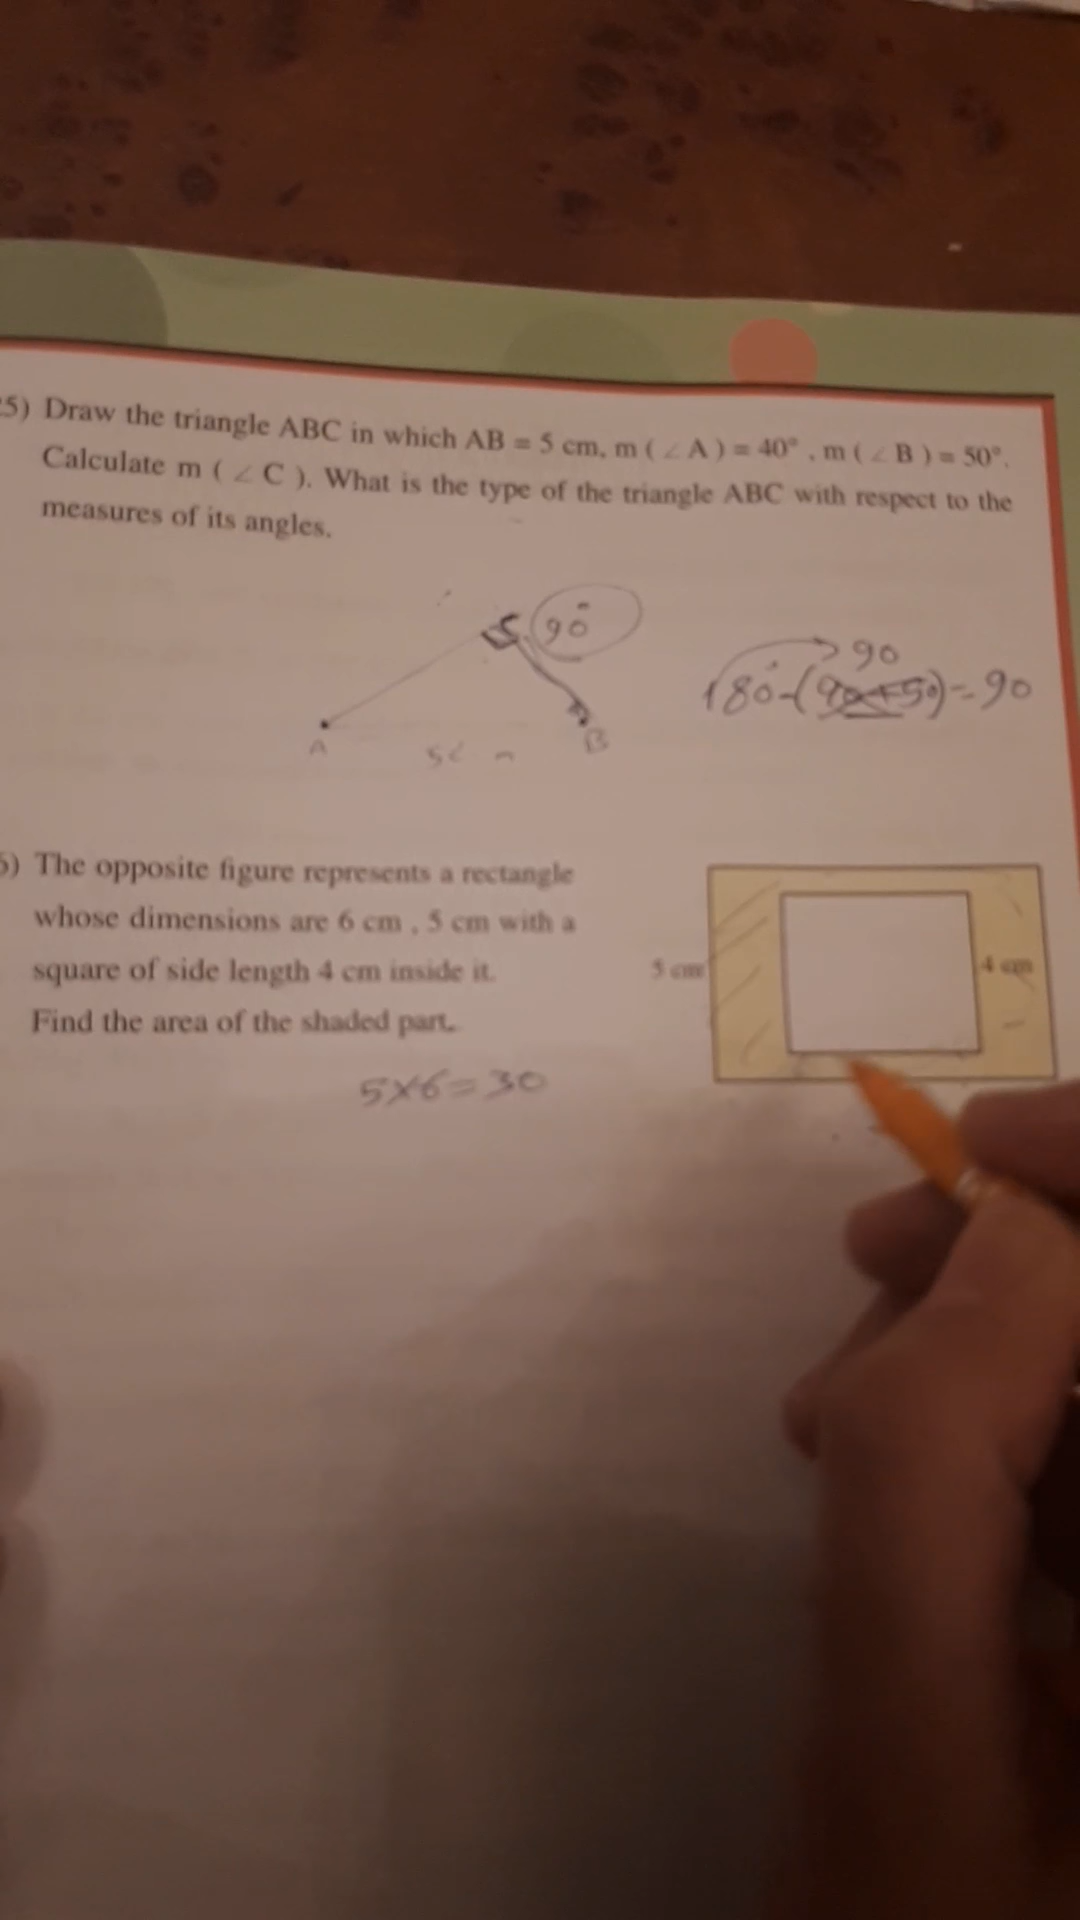 5) Draw the triangle ABC in which AB = 5 cm, m ( ∠ A ) = 40° , m ( ∠ B ) = 50°.
Calculate m ( ∠ C ). What is the type of the triangle ABC with respect to the
measures of its angles.
90°
90
180°-( )=90
A
B
5) The opposite figure represents a rectangle
whose dimensions are 6 cm , 5 cm with a
square of side length 4 cm inside it.
Find the area of the shaded part.
5 cm
4 cm
5×6=30